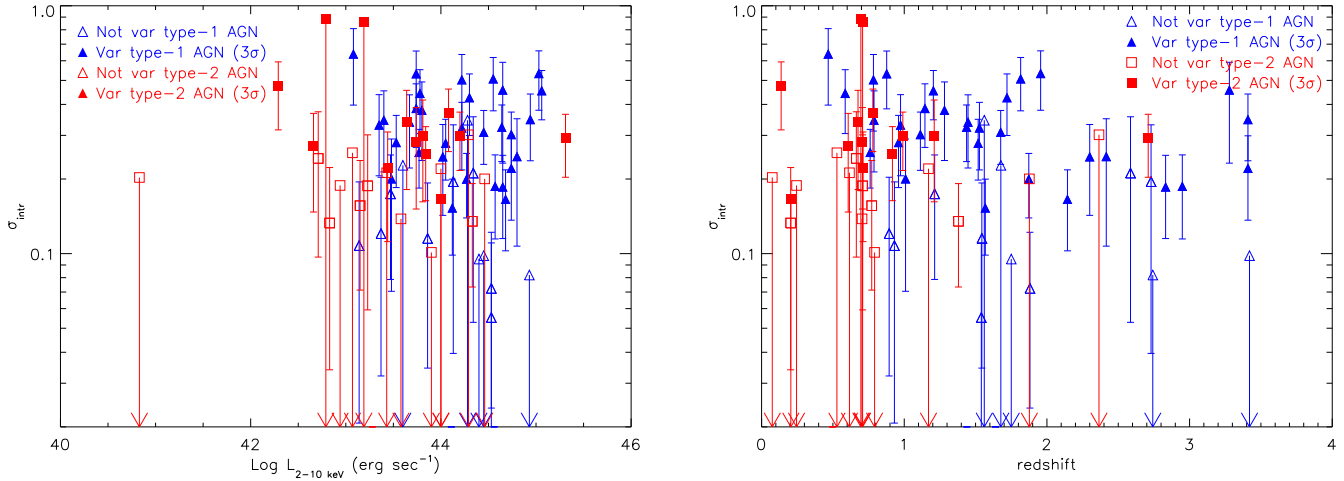 1.0
0.1
σintr
△ Not var type-1 AGN
▲ Var type-1 AGN (3σ)
△ Not var type-2 AGN
▲ Var type-2 AGN (3σ)
40 42 44 46
Log L2-10 keV (erg sec⁻¹)
1.0
0.1
σintr
△ Not var type-1 AGN
▲ Var type-1 AGN (3σ)
□ Not var type-2 AGN
■ Var type-2 AGN (3σ)
0 1 2 3 4
redshift